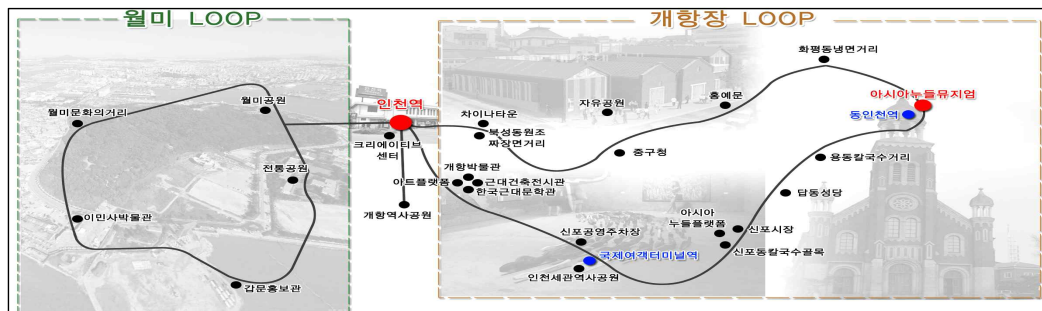 월미 LOOP
개항장 LOOP
월미공원
월미문화의거리
전통공원
이민사박물관
갑문홍보관
인천역
크리에이티브
센터
개항역사공원
차이나타운
북성동원조
짜장면거리
자유공원
홍예문
화평동냉면거리
아시아누들뮤지엄
동인천역
중구청
개항박물관
아트플랫폼
근대건축전시관
한국근대문학관
용동칼국수거리
답동성당
아시아
누들플랫폼
신포시장
신포동칼국수골목
신포공영주차장
국제여객터미널역
인천세관역사공원